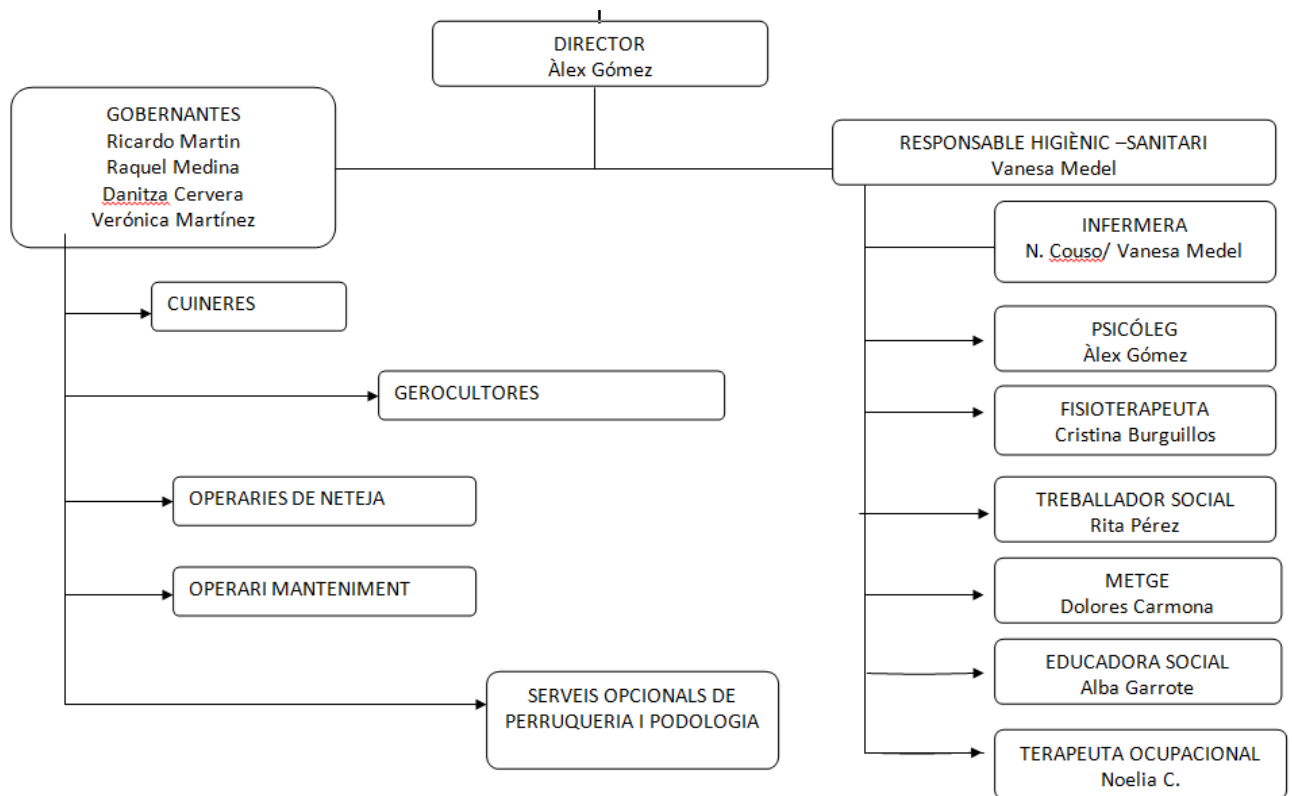 DIRECTOR
Àlex Gómez
GOBERNANTES
Ricardo Martin
Raquel Medina
Danitza Cervera
Verónica Martínez
RESPONSABLE HIGIÈNIC –SANITARI
Vanesa Medel
INFERMERA
N. Couso/ Vanesa Medel
CUINERES
PSICÓLEG
Àlex Gómez
GEROCULTORES
FISIOTERAPEUTA
Cristina Burguillos
OPERARIES DE NETEJA
TREBALLADOR SOCIAL
Rita Pérez
OPERARI MANTENIMENT
METGE
Dolores Carmona
EDUCADORA SOCIAL
Alba Garrote
SERVEIS OPCIONALS DE
PERRUQUERIA I PODOLOGIA
TERAPEUTA OCUPACIONAL
Noelia C.